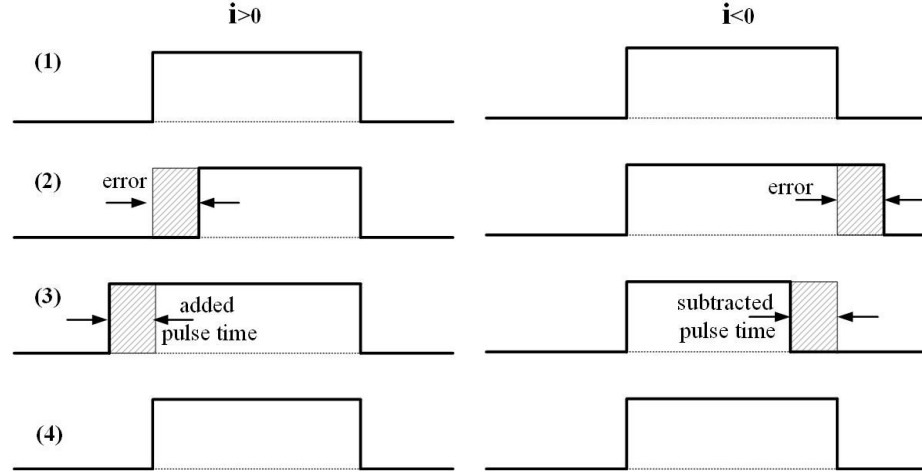 i>0
i<0
(1)
(2)
error
error
(3)
added
pulse time
subtracted
pulse time
(4)